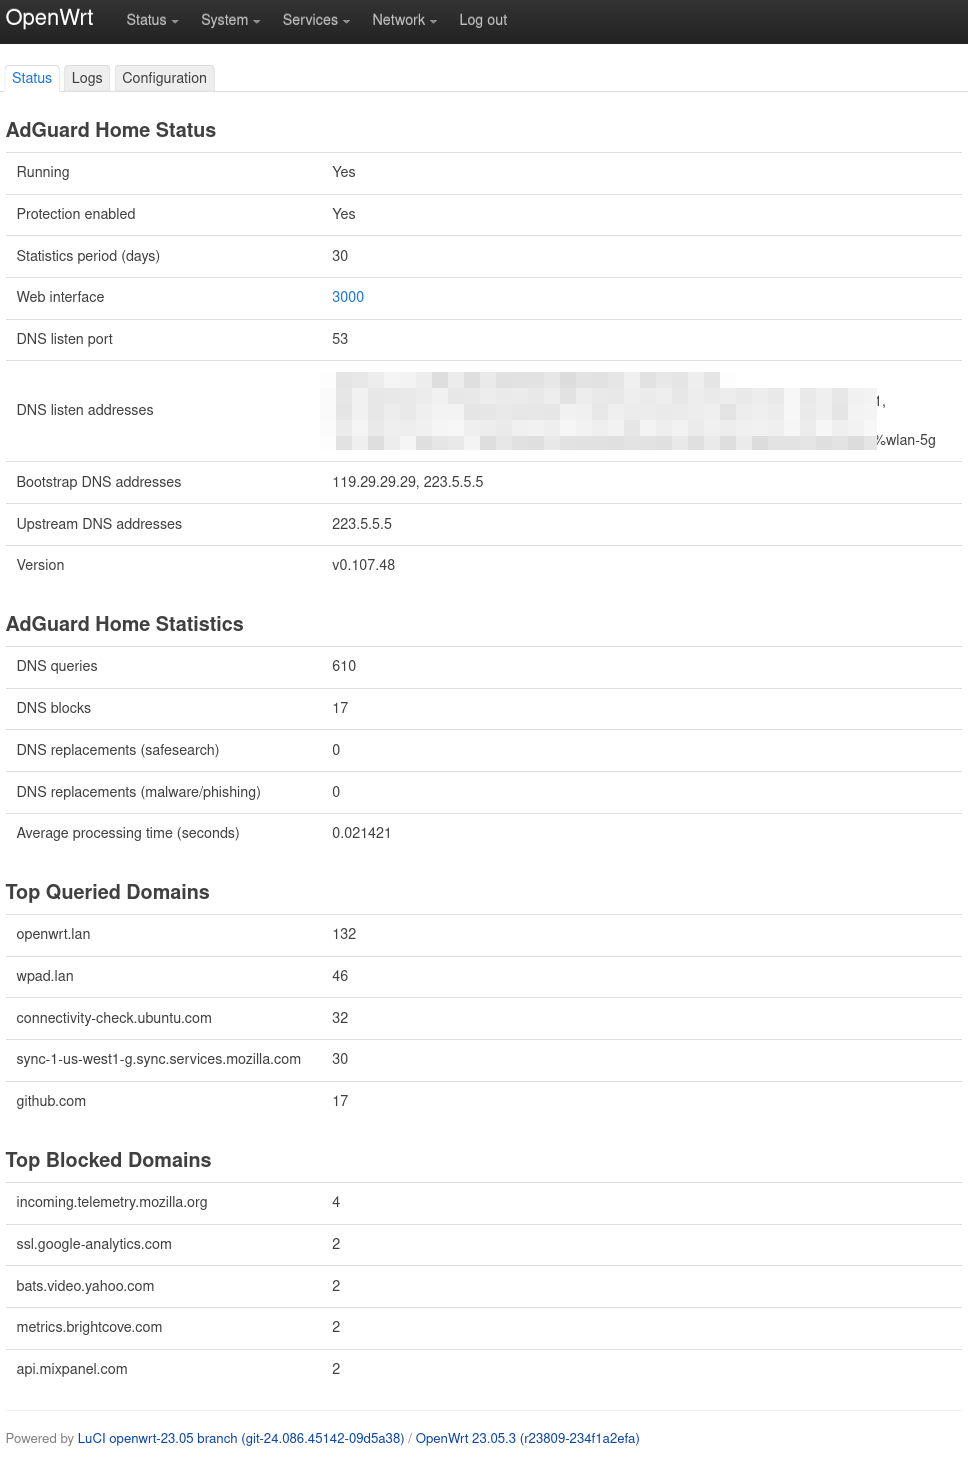 OpenWrt Status System Services Network Log out
Status Logs Configuration
AdGuard Home Status
Running Yes
Protection enabled Yes
Statistics period (days) 30
Web interface 3000
DNS listen port 53
1,
DNS listen addresses
%wlan-5g
Bootstrap DNS addresses 119.29.29.29, 223.5.5.5
Upstream DNS addresses 223.5.5.5
Version v0.107.48
AdGuard Home Statistics
DNS queries 610
DNS blocks 17
DNS replacements (safesearch) 0
DNS replacements (malware/phishing) 0
Average processing time (seconds) 0.021421
Top Queried Domains
openwrt.lan 132
wpad.lan 46
connectivity-check.ubuntu.com 32
sync-1-us-west1-g.sync.services.mozilla.com 30
github.com 17
Top Blocked Domains
incoming.telemetry.mozilla.org 4
ssl.google-analytics.com 2
bats.video.yahoo.com 2
metrics.brightcove.com 2
api.mixpanel.com 2
Powered by LuCI openwrt-23.05 branch (git-24.086.45142-09d5a38) / OpenWrt 23.05.3 (r23809-234f1a2efa)